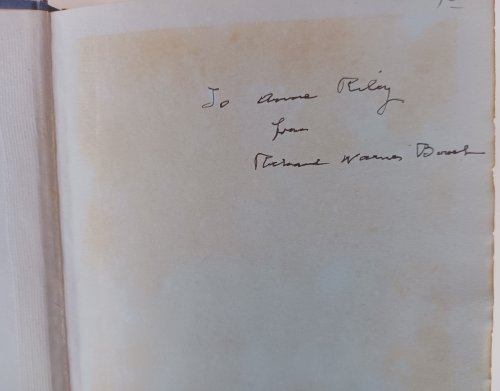 To Anne Riley
from
Richard Warner Borst